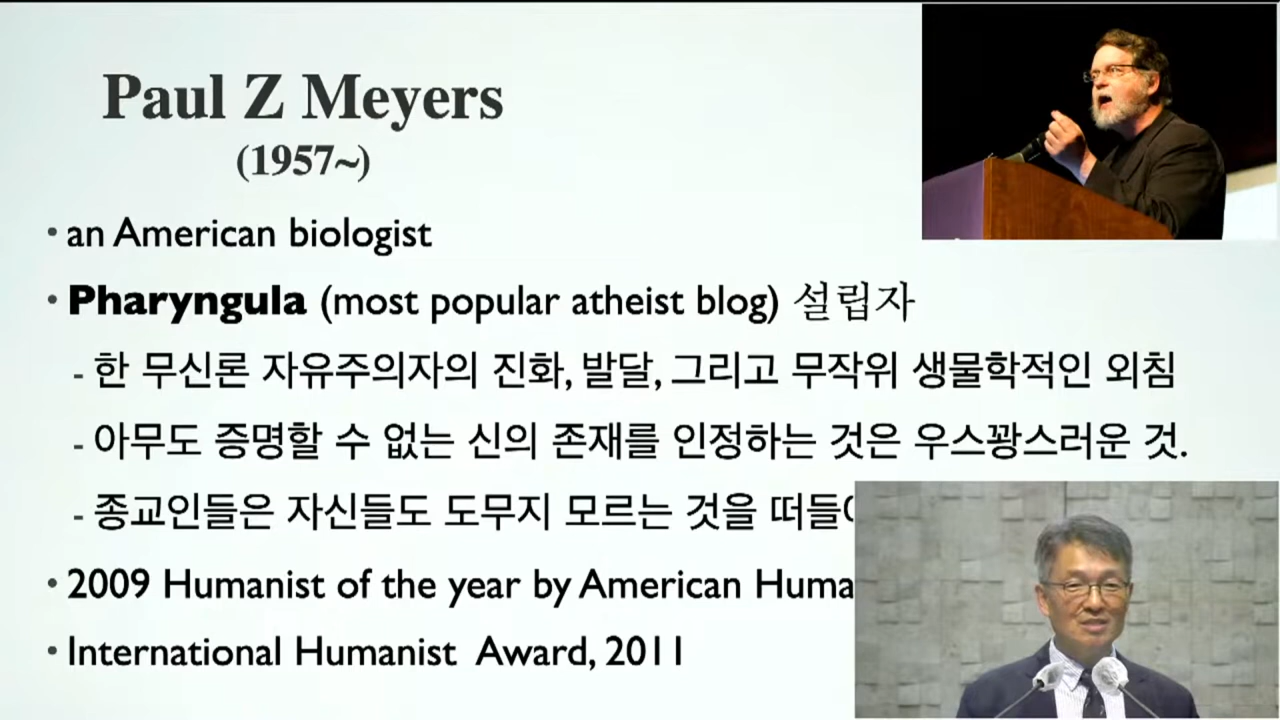 Paul Z Meyers
(1957~)
• an American biologist
• Pharyngula (most popular atheist blog) 설립자
- 한 무신론 자유주의자의 진화, 발달, 그리고 무작위 생물학적인 외침
- 아무도 증명할 수 없는 신의 존재를 인정하는 것은 우스꽝스러운 것.
- 종교인들은 자신들도 도무지 모르는 것을 떠들
• 2009 Humanist of the year by American Huma
• International Humanist Award, 2011